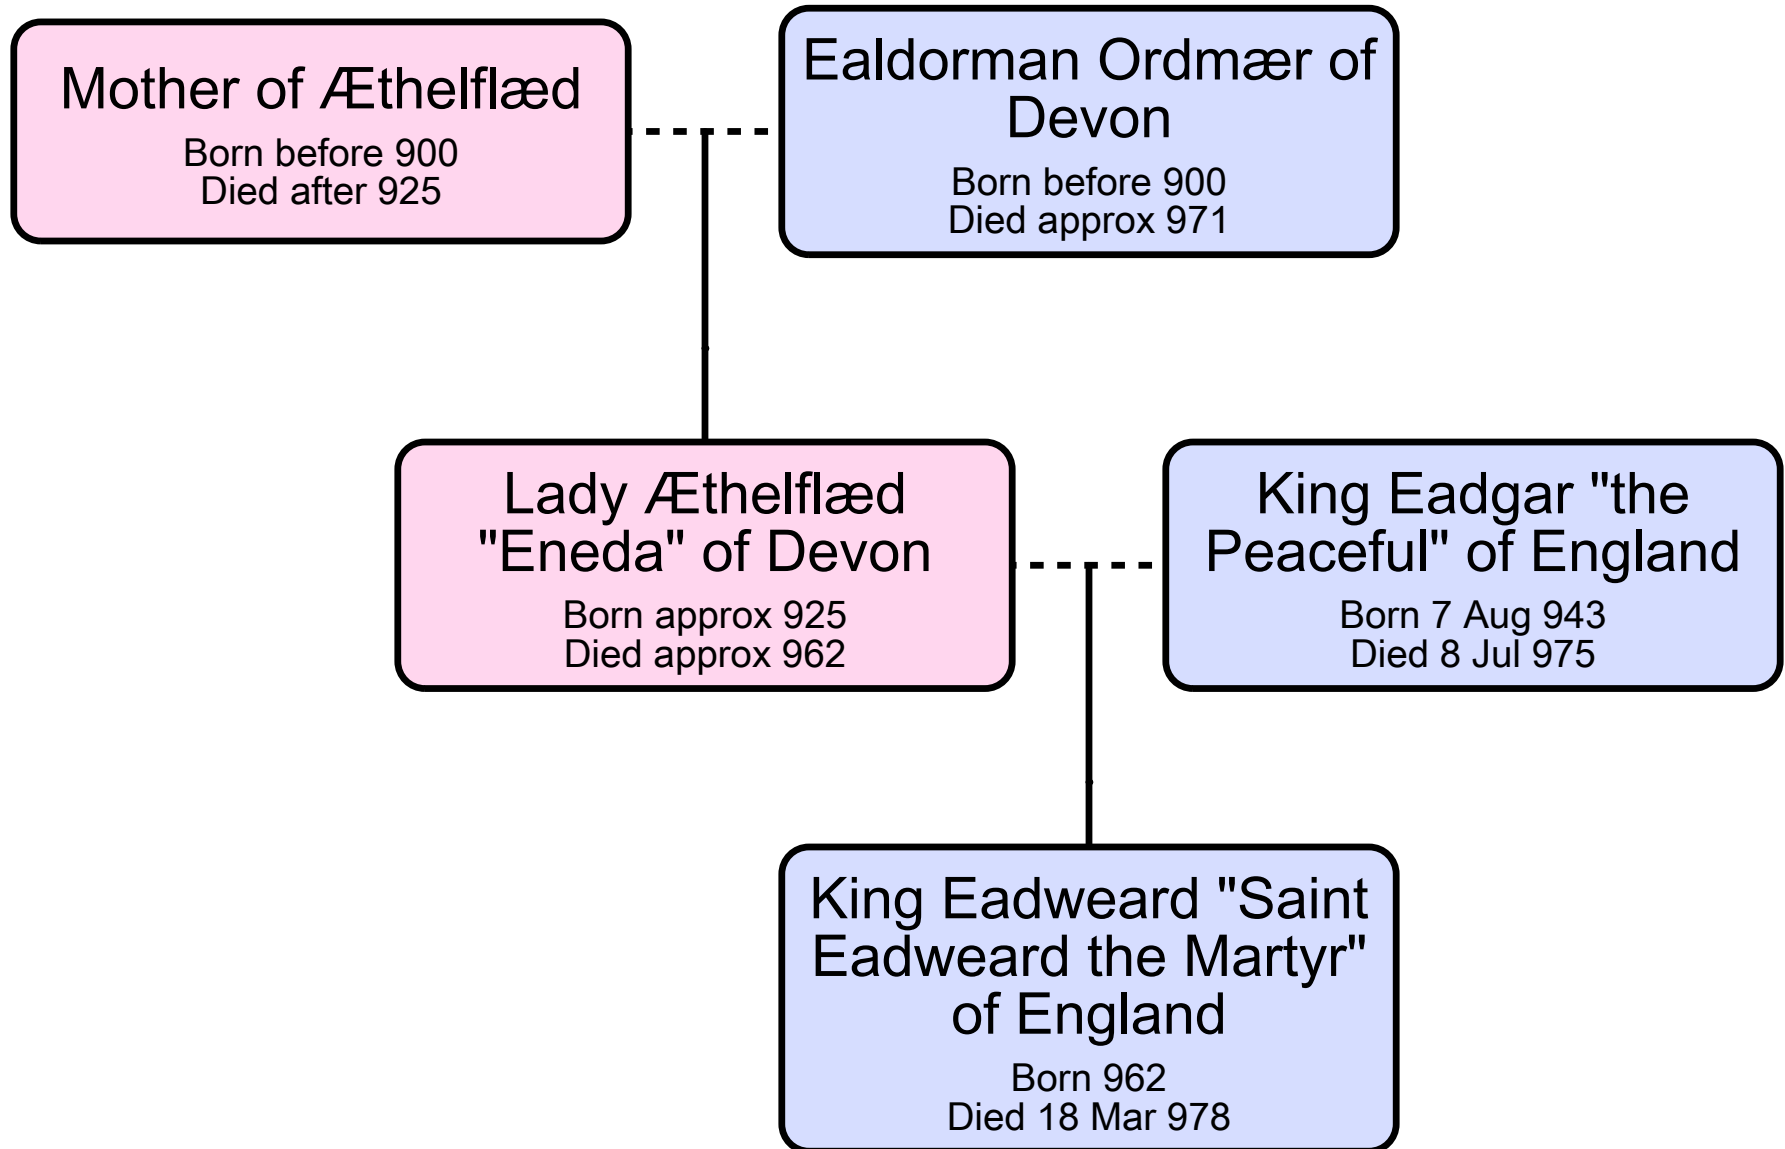 Mother of Æthelflæd
Born before 900
Died after 925
Ealdorman Ordmær of
Devon
Born before 900
Died approx 971
Lady Æthelflæd
"Eneda" of Devon
Born approx 925
Died approx 962
King Eadgar "the
Peaceful" of England
Born 7 Aug 943
Died 8 Jul 975
King Eadweard "Saint
Eadweard the Martyr"
of England
Born 962
Died 18 Mar 978